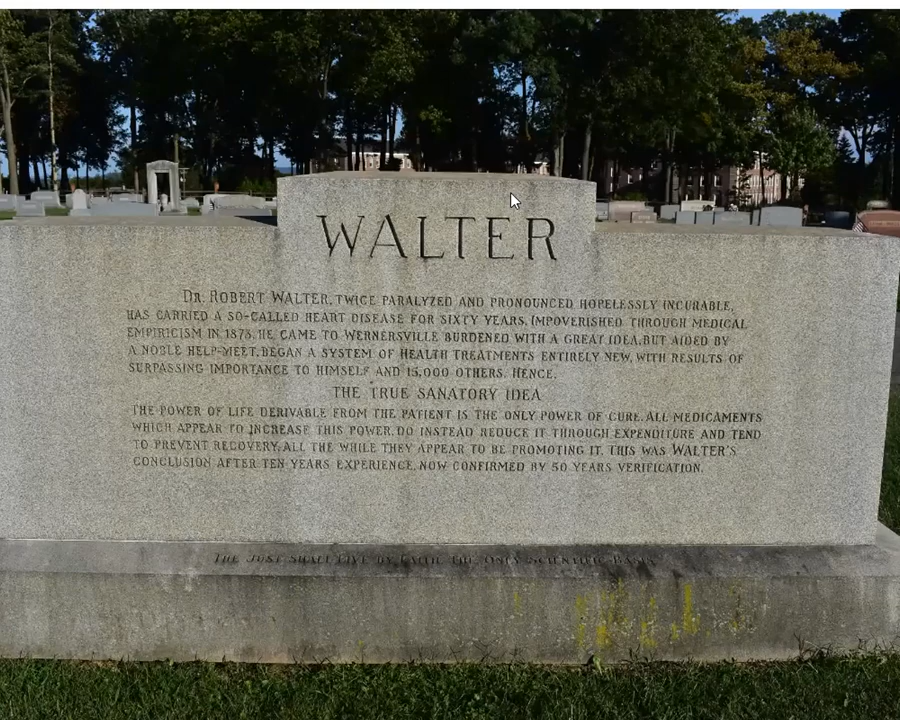 WALTER
DR. ROBERT WALTER, TWICE PARALYZED AND PRONOUNCED HOPELESSLY INCURABLE,
HAS CARRIED A SO-CALLED HEART DISEASE FOR SIXTY YEARS. IMPOVERISHED THROUGH MEDICAL
EMPIRICISM IN 1873, HE CAME TO WERNERSVILLE BURDENED WITH A GREAT IDEA, BUT AIDED BY
A NOBLE HELP-MEET, BEGAN A SYSTEM OF HEALTH TREATMENTS ENTIRELY NEW, WITH RESULTS OF
SURPASSING IMPORTANCE TO HIMSELF AND 15,000 OTHERS. HENCE.
THE TRUE SANATORY IDEA
THE POWER OF LIFE DERIVABLE FROM THE PATIENT IS THE ONLY POWER OF CURE. ALL MEDICAMENTS
WHICH APPEAR TO INCREASE THIS POWER, DO INSTEAD REDUCE IT THROUGH EXPENDITURE AND TEND
TO PREVENT RECOVERY, ALL THE WHILE THEY APPEAR TO BE PROMOTING IT. THIS WAS WALTER'S
CONCLUSION AFTER TEN YEARS EXPERIENCE, NOW CONFIRMED BY 50 YEARS VERIFICATION.
THE JUST SHALL LIVE BY FAITH THE ONLY SCIENTIFIC BASIS